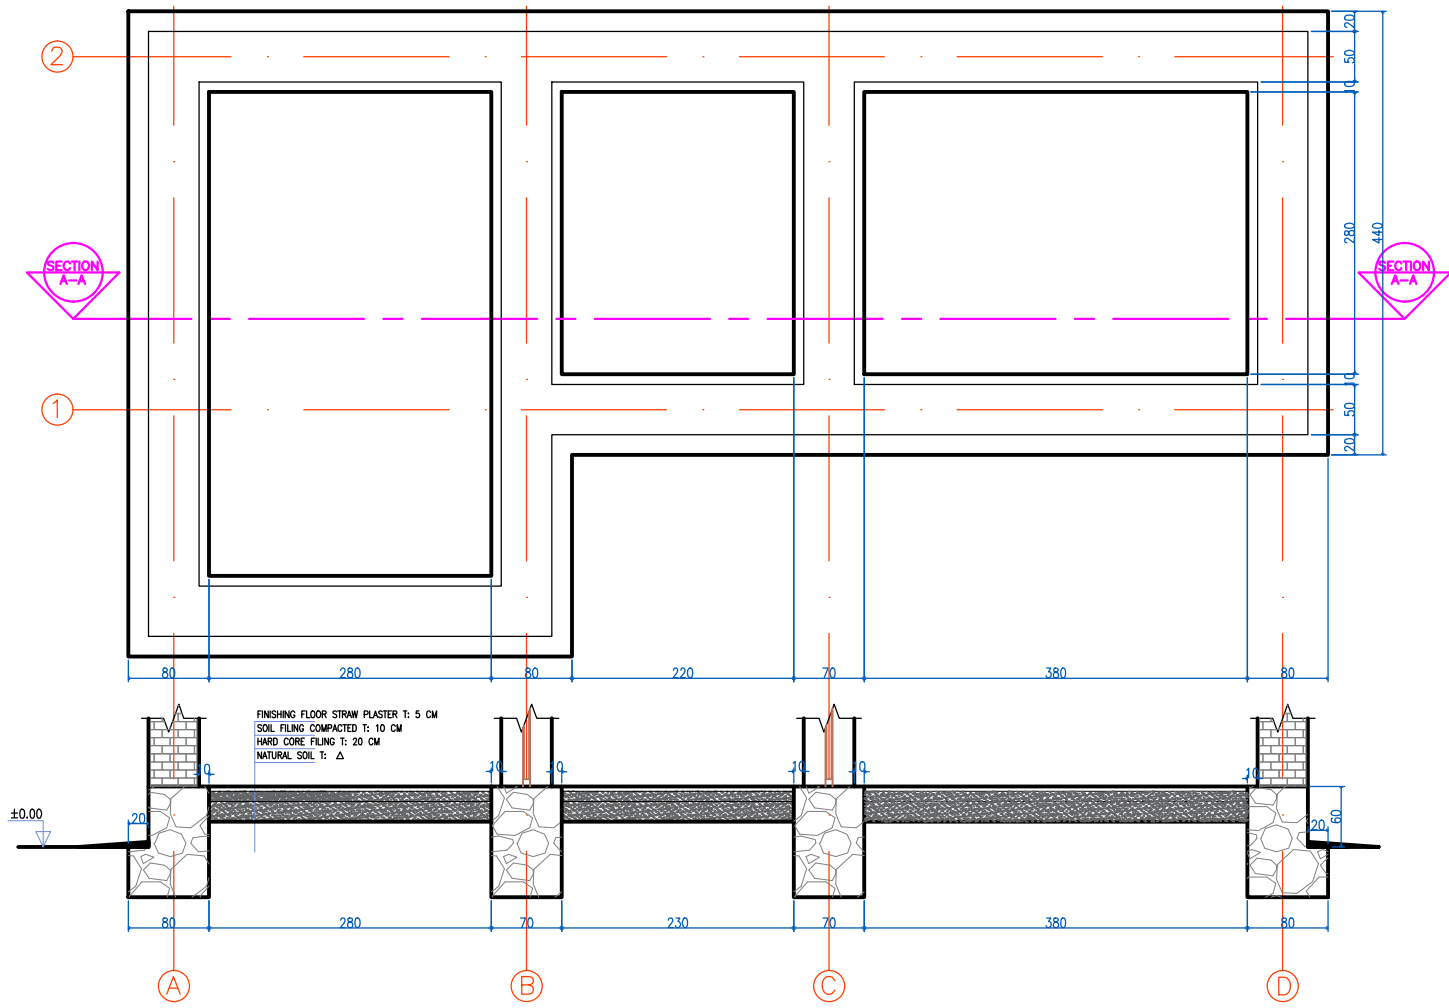 2
20
50
10
280
440
SECTION
A-A
SECTION
A-A
1
10
50
20
80
280
80
220
70
380
80
FINISHING FLOOR STRAW PLASTER T: 5 CM
SOIL FILING COMPACTED T: 10 CM
HARD CORE FILING T: 20 CM
NATURAL SOIL T: △
10
10
10
10
10
10
±0.00
20
60
20
80
280
70
230
70
380
80
A
B
C
D